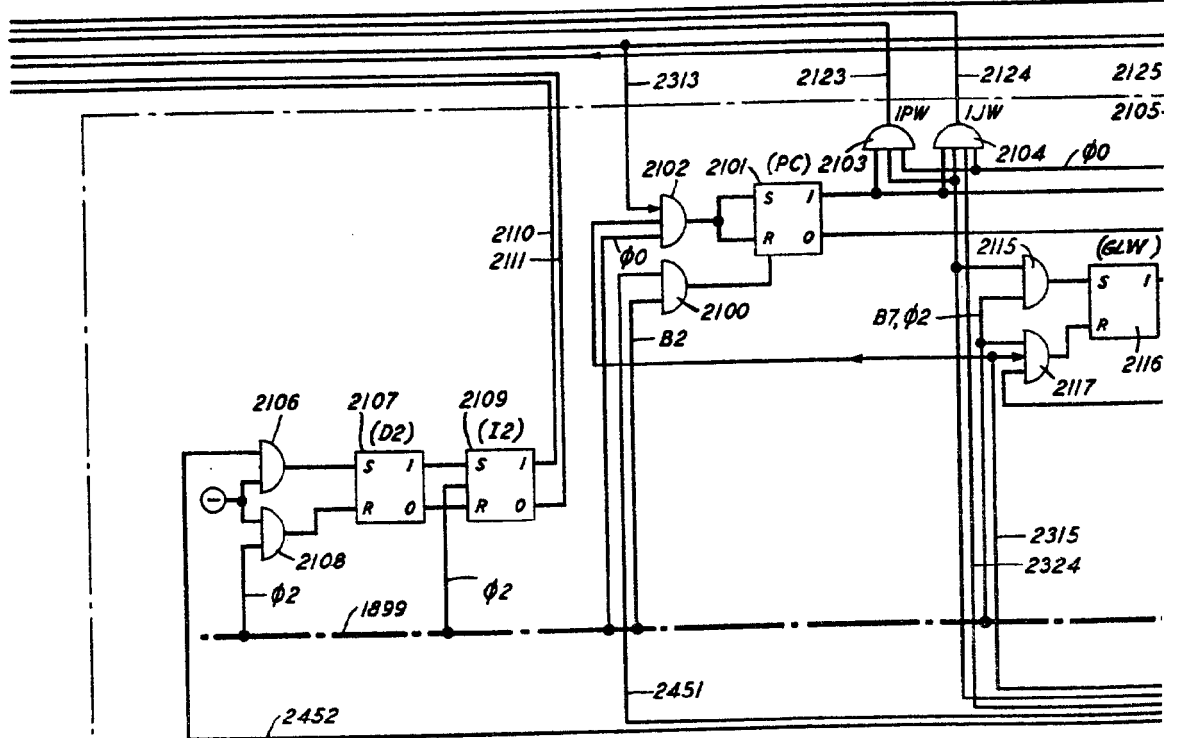 2313
2123
2124
2125
2105
1PW
1JW
2102
2101
(PC)
2103
2104
φ0
S 1
R 0
2110
2111
φ0
2100
B2
2115
(GLW)
S 1
R
B7, φ2
2116
2117
2106
2107
(D2)
2109
(I2)
S 1
R 0
S 1
R 0
2108
φ2
φ2
1899
2315
2324
2451
2452